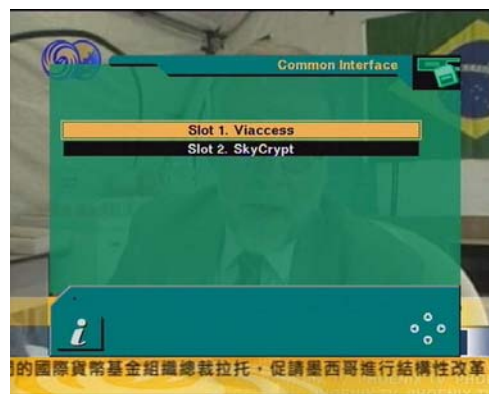 Common Interface
Slot 1. Viaccess
Slot 2. SkyCrypt
i
的國際貨幣基金組織總裁拉托，促請墨西哥進行結構性改革